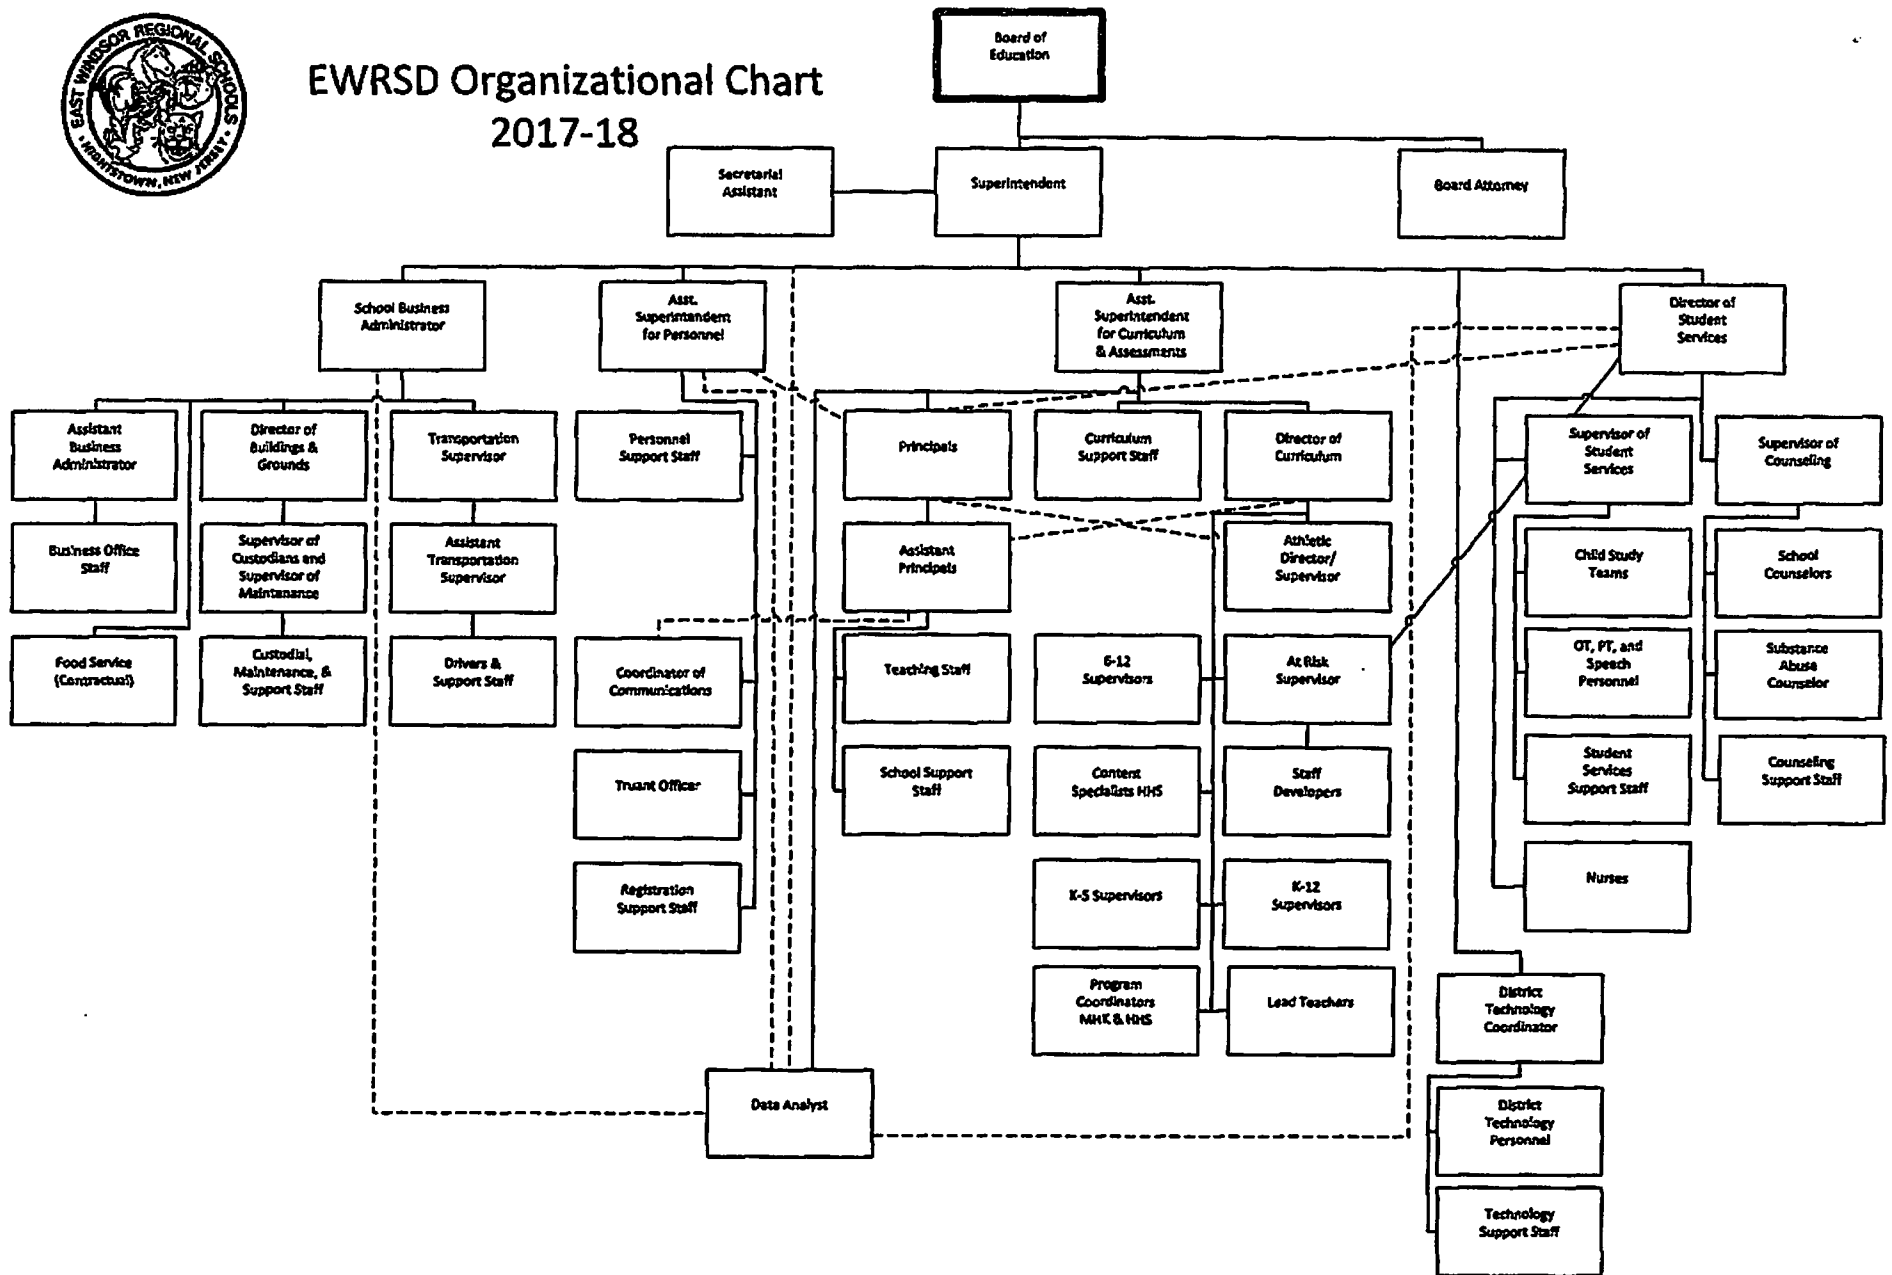 EAST WINDSOR REGIONAL SCHOOLS
HIGHTSTOWN, NEW JERSEY
EWRSD Organizational Chart
2017-18
Board of
Education
Secretarial
Assistant
Superintendent
Board Attorney
School Business
Administrator
Asst.
Superintendent
for Personnel
Asst.
Superintendent
for Curriculum
& Assessments
Director of
Student
Services
Assistant
Business
Administrator
Director of
Buildings &
Grounds
Transportation
Supervisor
Personnel
Support Staff
Principals
Curriculum
Support Staff
Director of
Curriculum
Supervisor of
Student
Services
Supervisor of
Counseling
Business Office
Staff
Supervisor of
Custodians and
Supervisor of
Maintenance
Assistant
Transportation
Supervisor
Assistant
Principals
Athletic
Director/
Supervisor
Child Study
Teams
School
Counselors
Food Service
(Contractual)
Custodial,
Maintenance, &
Support Staff
Drivers &
Support Staff
Coordinator of
Communications
Teaching Staff
6-12
Supervisors
At Risk
Supervisor
OT, PT, and
Speech
Personnel
Substance
Abuse
Counselor
Truant Officer
School Support
Staff
Content
Specialists HHS
Staff
Developers
Student
Services
Support Staff
Counseling
Support Staff
Registration
Support Staff
K-5 Supervisors
K-12
Supervisors
Nurses
Program
Coordinators
MHK & HHS
Lead Teachers
District
Technology
Coordinator
Data Analyst
District
Technology
Personnel
Technology
Support Staff